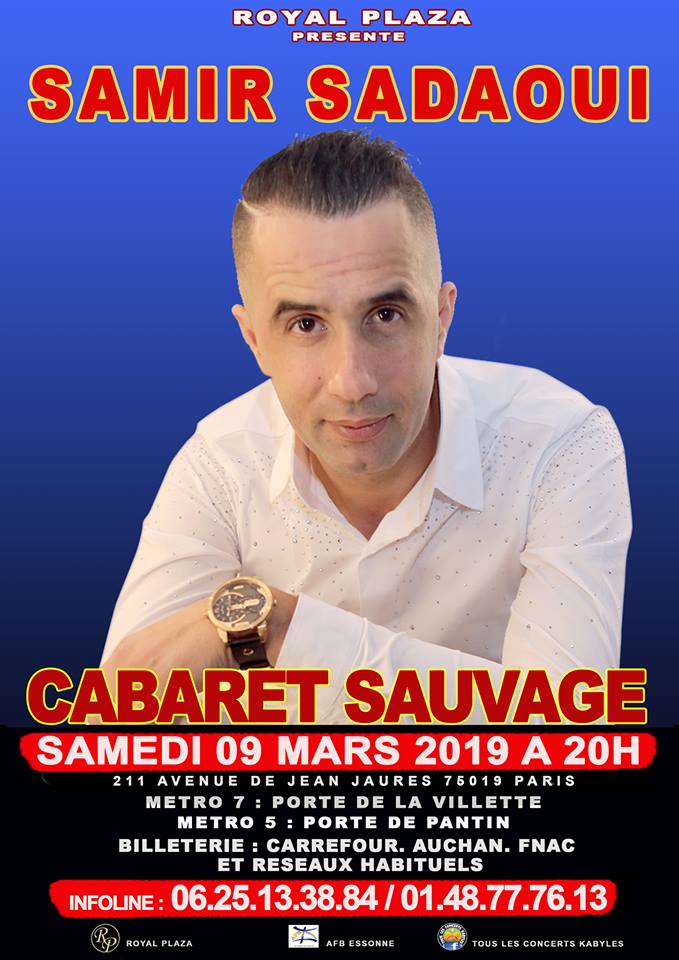 ROYAL PLAZA
PRESENTE
SAMIR SADAOUI
CABARET SAUVAGE
SAMEDI 09 MARS 2019 A 20H
211 AVENUE DE JEAN JAURES 75019 PARIS
METRO 7 : PORTE DE LA VILLETTE
METRO 5 : PORTE DE PANTIN
BILLETERIE : CARREFOUR. AUCHAN. FNAC
ET RESEAUX HABITUELS
INFOLINE : 06.25.13.38.84 / 01.48.77.76.13
RP ROYAL PLAZA AFB ESSONNE TOUS LES CONCERTS KABYLES